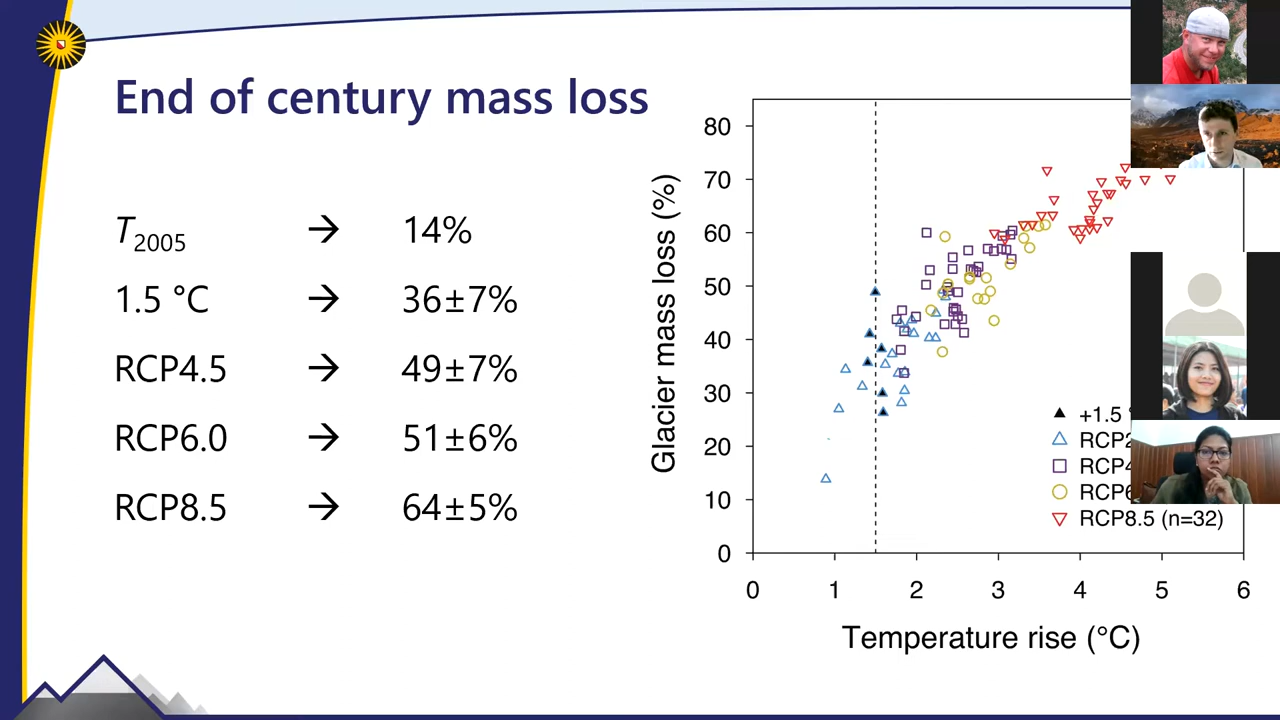 End of century mass loss
T2005 → 14%
1.5 °C → 36±7%
RCP4.5 → 49±7%
RCP6.0 → 51±6%
RCP8.5 → 64±5%
Glacier mass loss (%)
80
70
60
50
40
30
20
10
0
0 1 2 3 4 5 6
Temperature rise (°C)
+1.5
RCP8.5 (n=32)